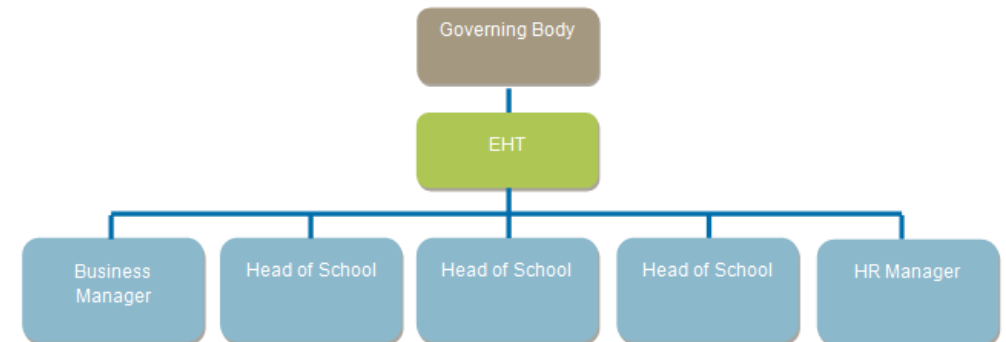 Governing Body
EHT
Business
Manager
Head of School
Head of School
Head of School
HR Manager